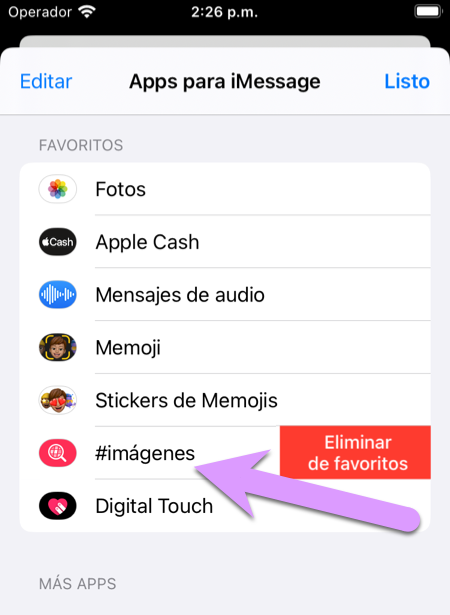 Operador 2:26 p.m.
Editar Apps para iMessage Listo
FAVORITOS
Fotos
Cash Apple Cash
Mensajes de audio
Memoji
Stickers de Memojis
#imágenes Eliminar
de favoritos
Digital Touch
MÁS APPS